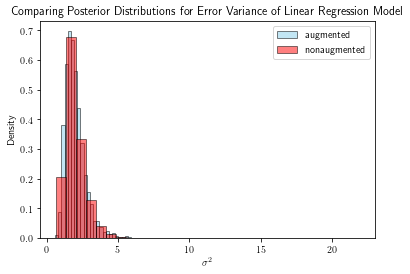 Comparing Posterior Distributions for Error Variance of Linear Regression Model
augmented
nonaugmented
0.7
0.6
0.5
0.4
0.3
0.2
0.1
0.0
Density
0 5 10 15 20
σ²